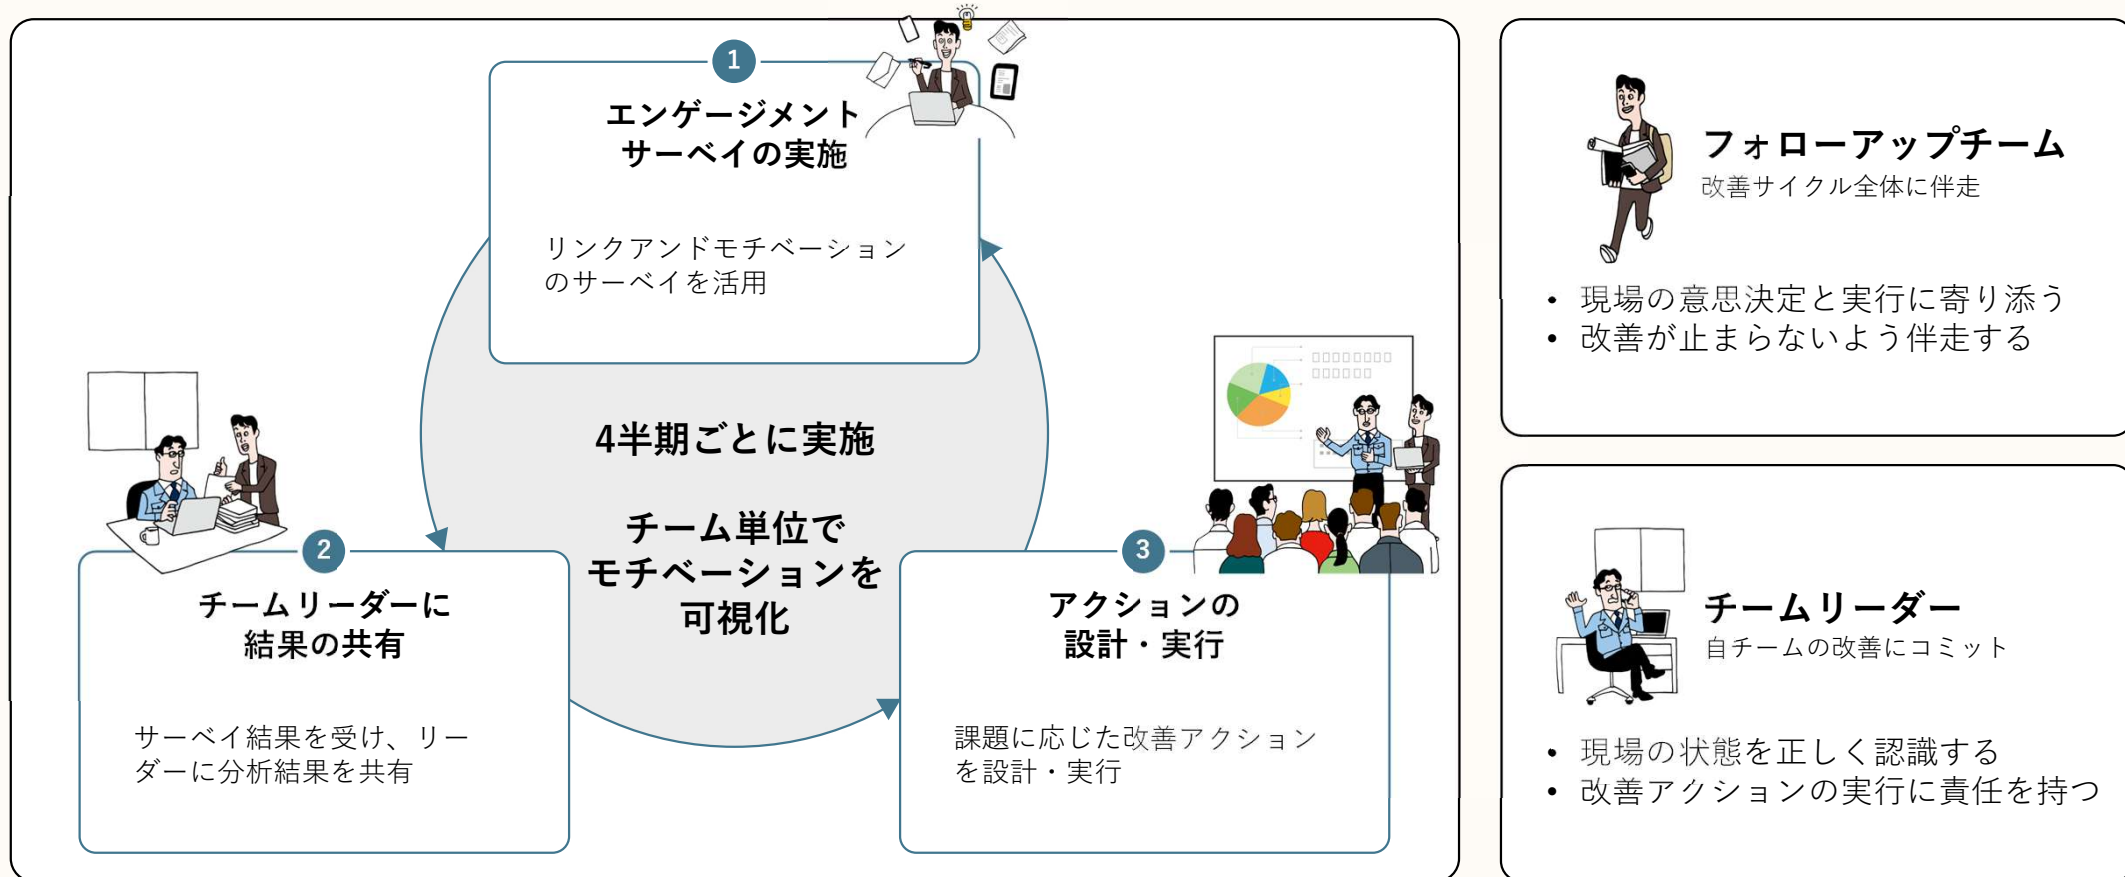 1
エンゲージメント
サーベイの実施
リンクアンドモチベーション
のサーベイを活用
4半期ごとに実施
チーム単位で
モチベーションを
可視化
2
チームリーダーに
結果の共有
サーベイ結果を受け、リー
ダーに分析結果を共有
3
アクションの
設計・実行
課題に応じた改善アクション
を設計・実行
フォローアップチーム
改善サイクル全体に伴走
• 現場の意思決定と実行に寄り添う
• 改善が止まらないよう伴走する
チームリーダー
自チームの改善にコミット
• 現場の状態を正しく認識する
• 改善アクションの実行に責任を持つ